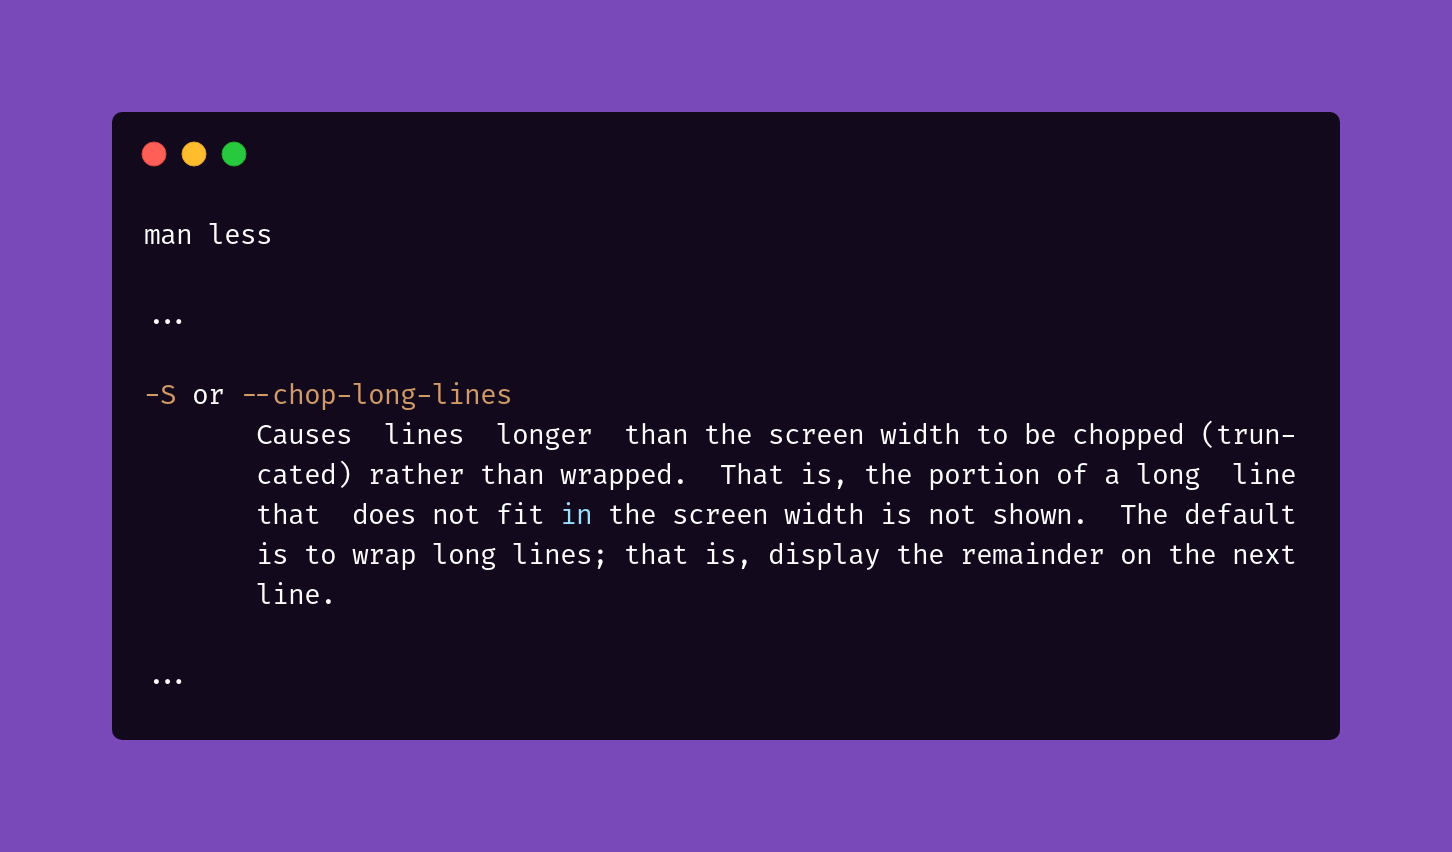 man less
...
-S or --chop-long-lines
Causes  lines  longer  than the screen width to be chopped (trun-
cated) rather than wrapped.  That is, the portion of a long  line
that  does not fit in the screen width is not shown.  The default
is to wrap long lines; that is, display the remainder on the next
line.
...